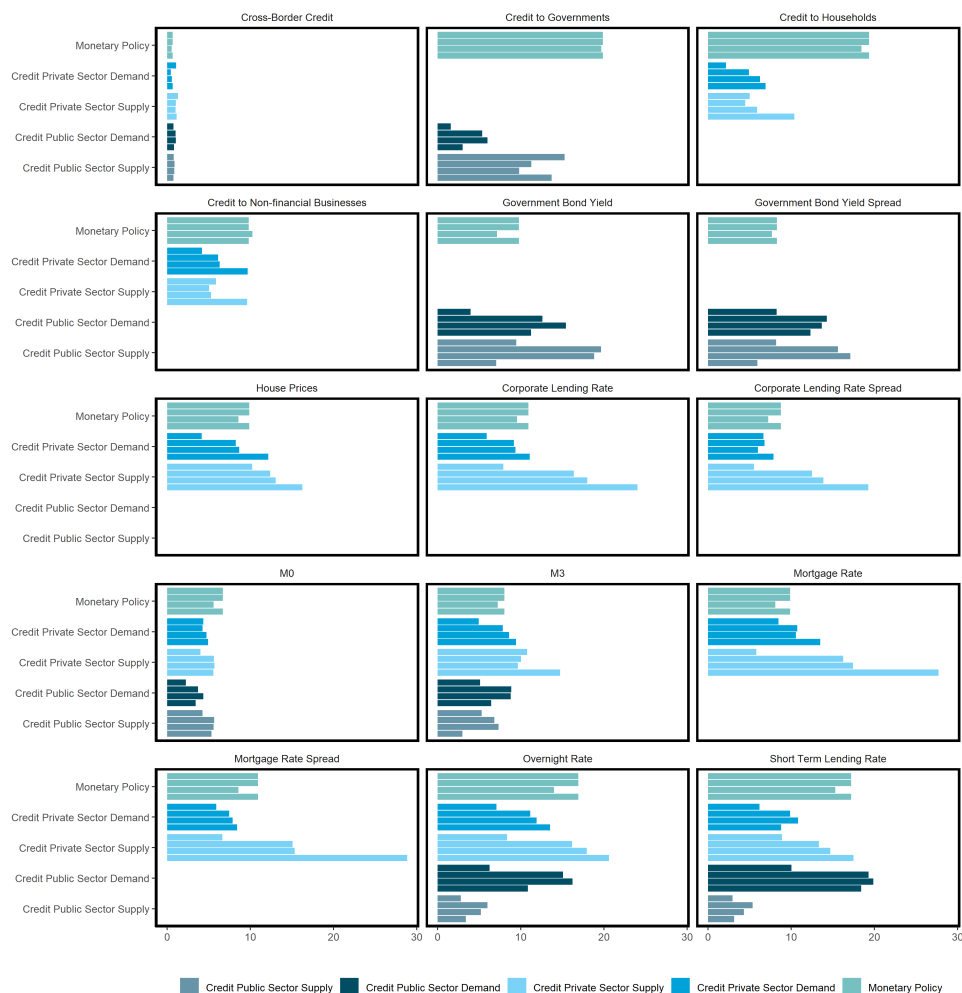 Cross-Border Credit Credit to Governments Credit to Households
Monetary Policy
Credit Private Sector Demand
Credit Private Sector Supply
Credit Public Sector Demand
Credit Public Sector Supply
Credit to Non-financial Businesses Government Bond Yield Government Bond Yield Spread
Monetary Policy
Credit Private Sector Demand
Credit Private Sector Supply
Credit Public Sector Demand
Credit Public Sector Supply
House Prices Corporate Lending Rate Corporate Lending Rate Spread
Monetary Policy
Credit Private Sector Demand
Credit Private Sector Supply
Credit Public Sector Demand
Credit Public Sector Supply
M0 M3 Mortgage Rate
Monetary Policy
Credit Private Sector Demand
Credit Private Sector Supply
Credit Public Sector Demand
Credit Public Sector Supply
Mortgage Rate Spread Overnight Rate Short Term Lending Rate
Monetary Policy
Credit Private Sector Demand
Credit Private Sector Supply
Credit Public Sector Demand
Credit Public Sector Supply
0 10 20 30 0 10 20 30 0 10 20 30
Credit Public Sector Supply Credit Public Sector Demand Credit Private Sector Supply Credit Private Sector Demand Monetary Policy